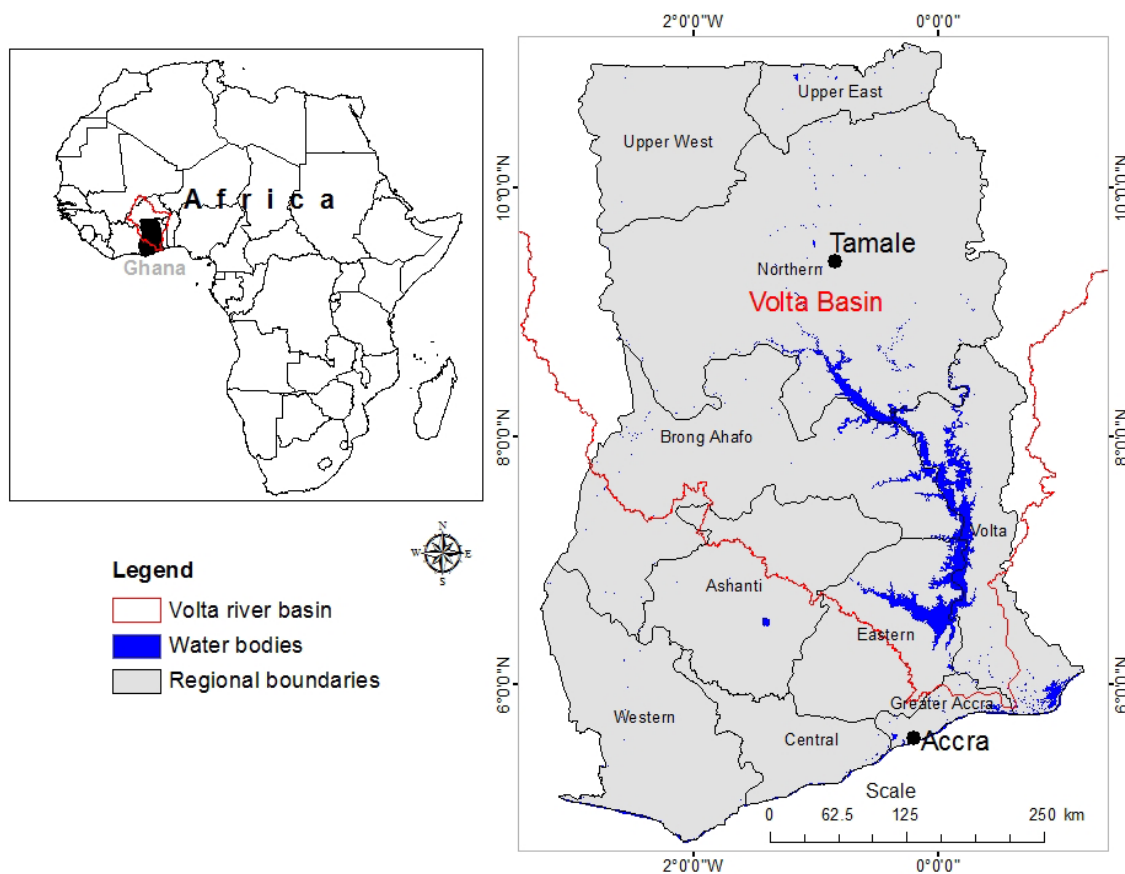 2°0'0"W
0°0'0"
Africa
Ghana
N
W
E
S
Legend
Volta river basin
Water bodies
Regional boundaries
10°0'0"N
8°0'0"N
6°0'0"N
Upper East
Upper West
Tamale
Northern
Volta Basin
Brong Ahafo
Volta
Ashanti
Eastern
Greater Accra
Western
Central
Accra
Scale
0 62.5 125 250 km
10°0'0"N
8°0'0"N
6°0'0"N
2°0'0"W
0°0'0"